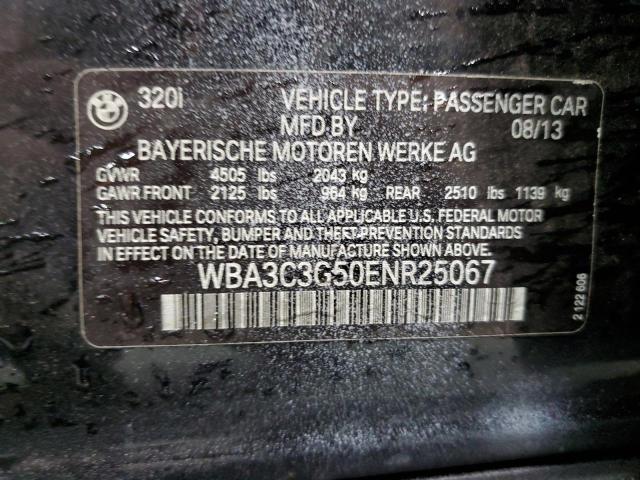 320i VEHICLE TYPE: PASSENGER CAR
MFD BY 08/13
BAYERISCHE MOTOREN WERKE AG
GVWR 4505 lbs 2043 kg
GAWR FRONT 2125 lbs 964 kg REAR 2510 lbs 1139 kg
THIS VEHICLE CONFORMS TO ALL APPLICABLE U.S. FEDERAL MOTOR
VEHICLE SAFETY, BUMPER AND THEFT PREVENTION STANDARDS
IN EFFECT ON THE DATE OF MANUFACTURE SHOWN ABOVE.
WBA3C3G50ENR25067
2 122 606